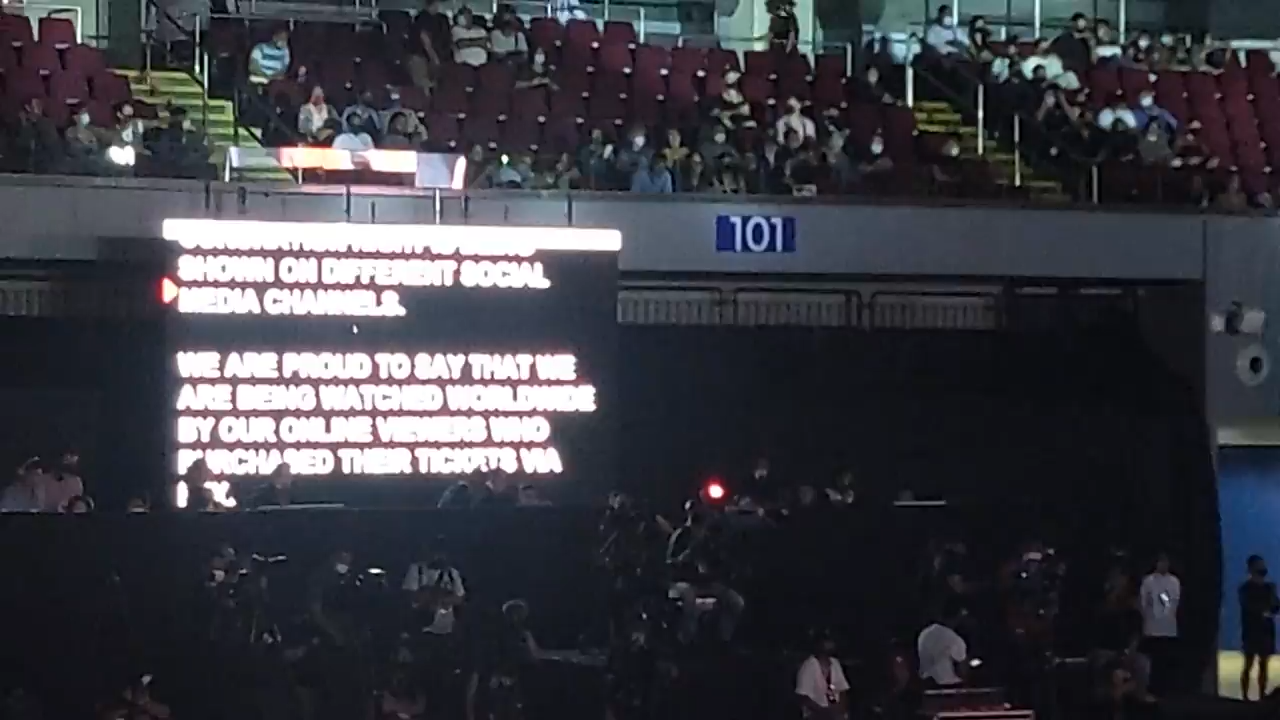 SHOWN ON DIFFERENT SOCIAL
MEDIA CHANNELS.
WE ARE PROUD TO SAY THAT WE
ARE BEING WATCHED WORLDWIDE
BY OUR ONLINE VIEWERS WHO
PURCHASED THEIR TICKETS VIA
101